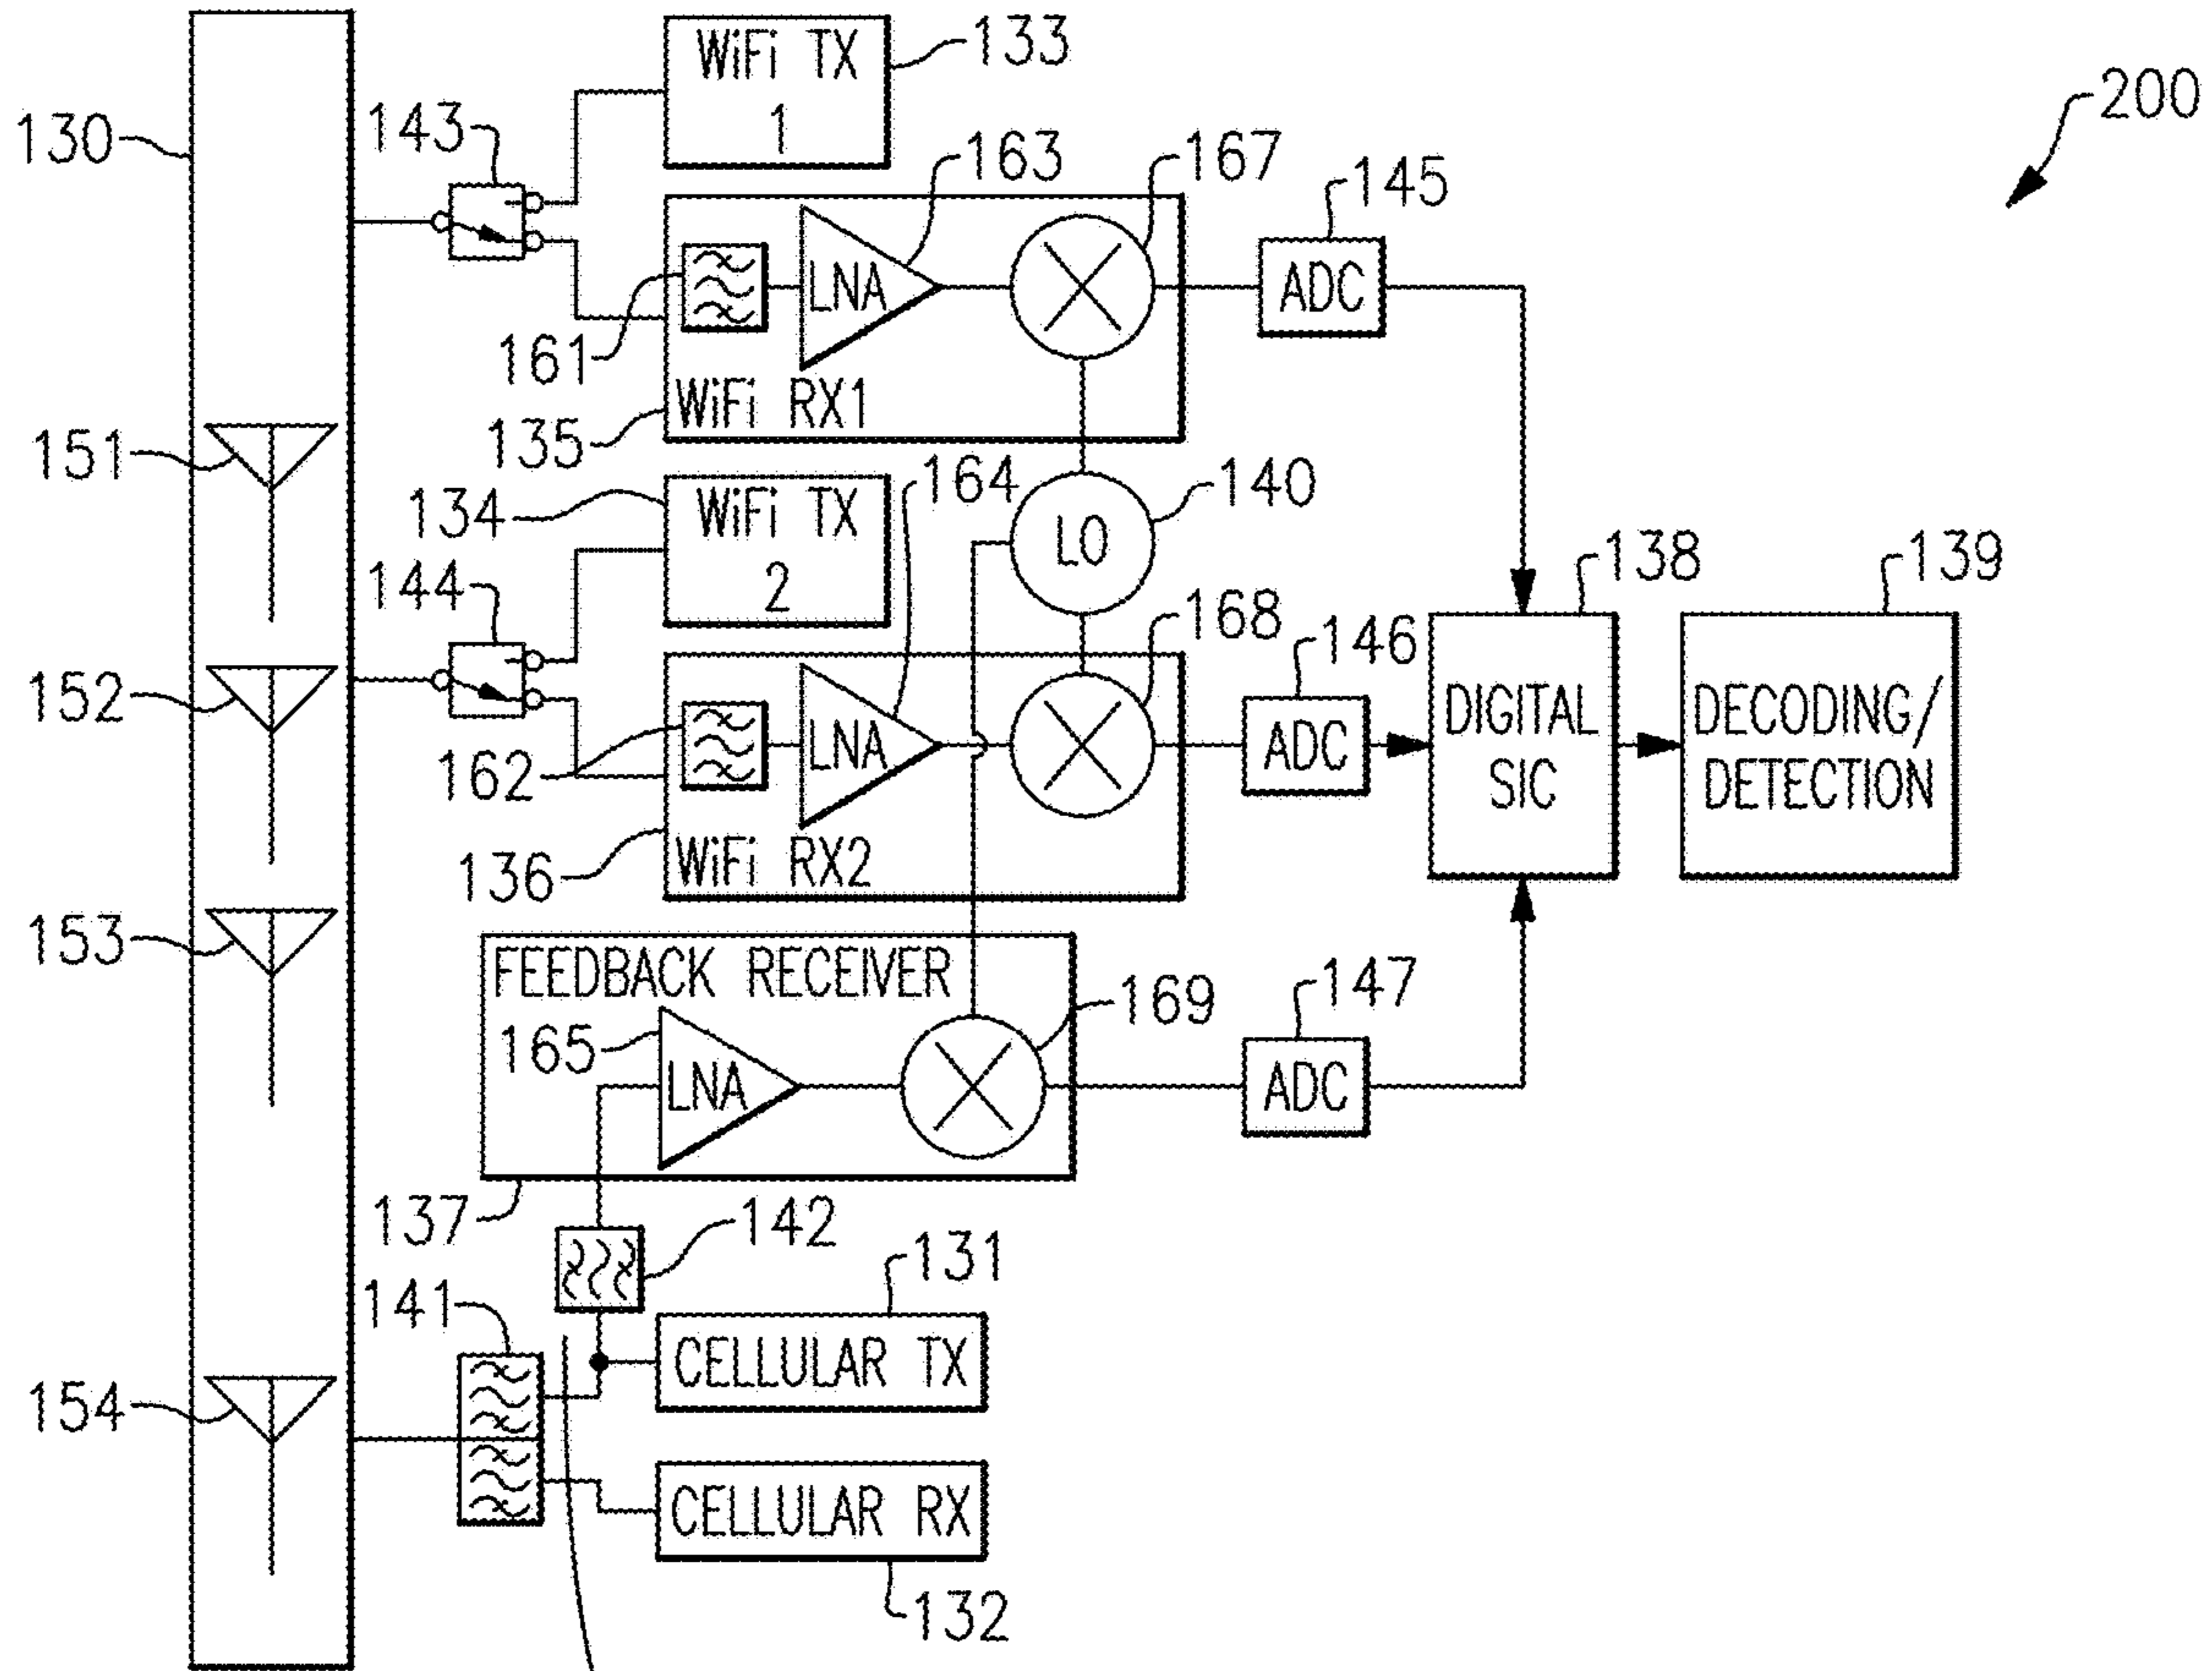 WiFi TX
1
133
200
130
143
163
167
145
LNA
ADC
161
WiFi RX1
135
151
134
WiFi TX
2
164
LO
140
138
139
144
152
168
146
162
LNA
ADC
DIGITAL
SIC
DECODING/
DETECTION
136
WiFi RX2
153
FEEDBACK RECEIVER
165
LNA
169
147
ADC
137
142
131
141
CELLULAR TX
154
CELLULAR RX
132